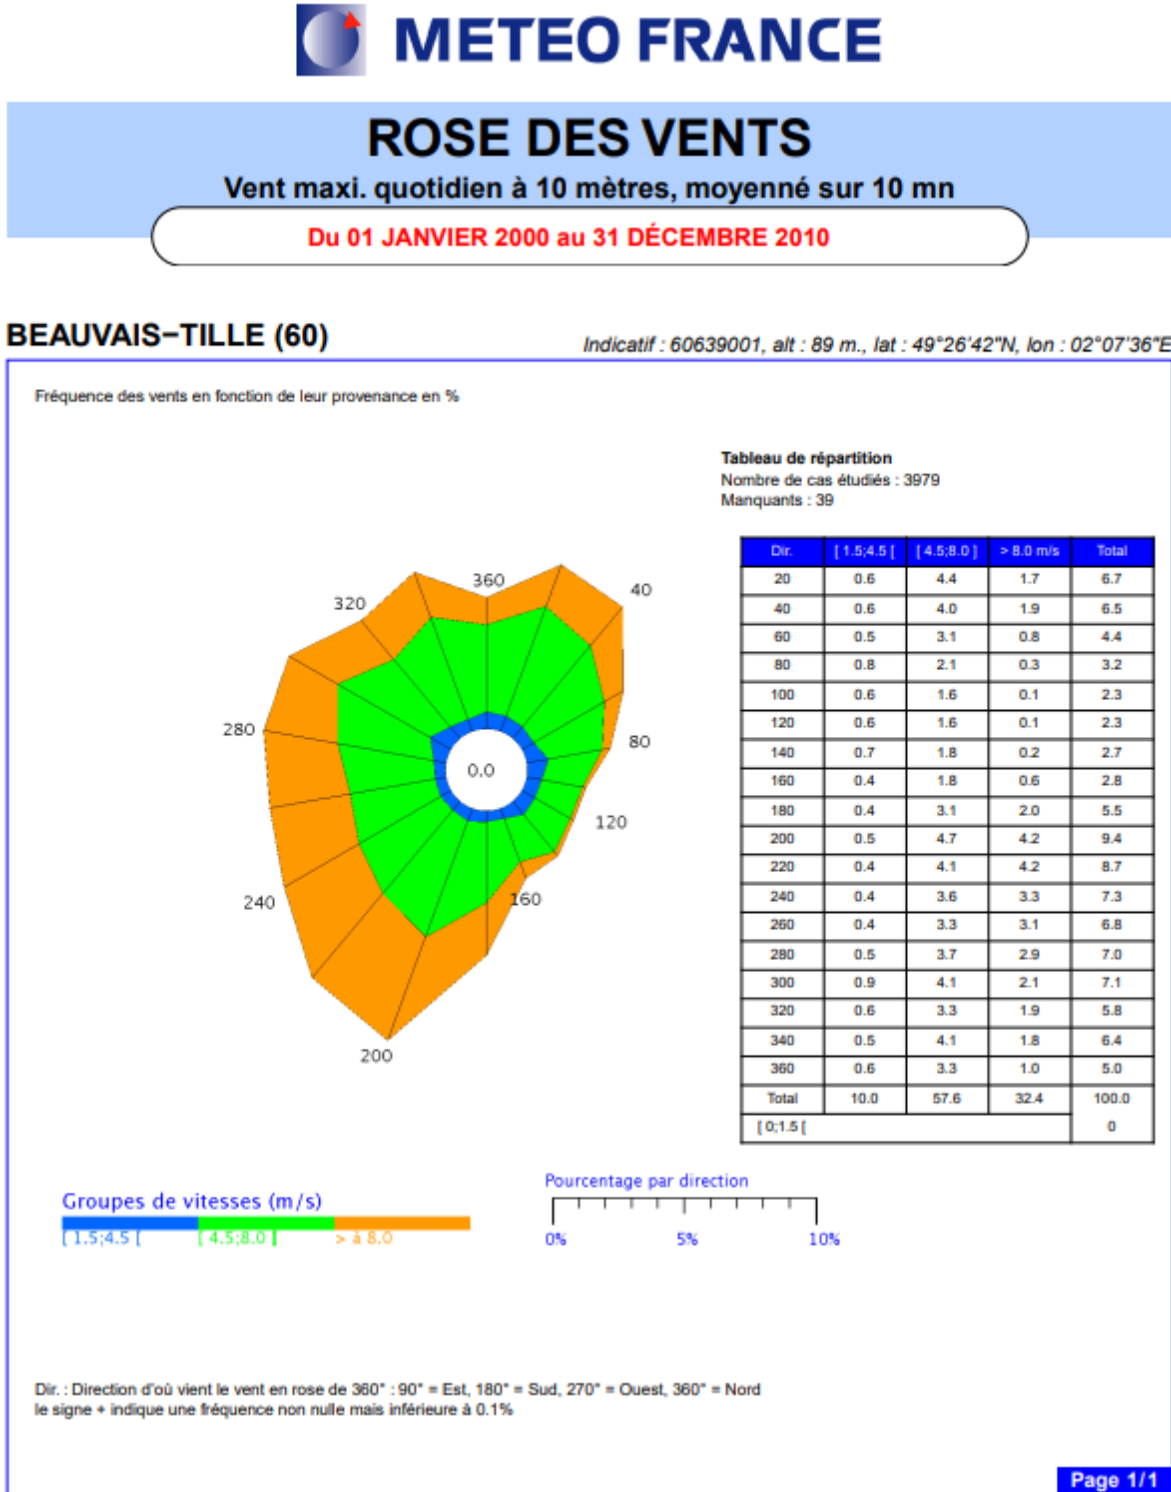 METEO FRANCE
ROSE DES VENTS
Vent maxi. quotidien à 10 mètres, moyenné sur 10 mn
Du 01 JANVIER 2000 au 31 DÉCEMBRE 2010
BEAUVAIS−TILLE (60)
Indicatif : 60639001, alt : 89 m., lat : 49°26'42"N, lon : 02°07'36"E
Fréquence des vents en fonction de leur provenance en %
Tableau de répartition
Nombre de cas étudiés : 3979
Manquants : 39
360
40
320
280
80
0.0
120
240
160
200
Dir. [ 1.5;4.5 [ [ 4.5;8.0 ] > 8.0 m/s Total
20 0.6 4.4 1.7 6.7
40 0.6 4.0 1.9 6.5
60 0.5 3.1 0.8 4.4
80 0.8 2.1 0.3 3.2
100 0.6 1.6 0.1 2.3
120 0.6 1.6 0.1 2.3
140 0.7 1.8 0.2 2.7
160 0.4 1.8 0.6 2.8
180 0.4 3.1 2.0 5.5
200 0.5 4.7 4.2 9.4
220 0.4 4.1 4.2 8.7
240 0.4 3.6 3.3 7.3
260 0.4 3.3 3.1 6.8
280 0.5 3.7 2.9 7.0
300 0.9 4.1 2.1 7.1
320 0.6 3.3 1.9 5.8
340 0.5 4.1 1.8 6.4
360 0.6 3.3 1.0 5.0
Total 10.0 57.6 32.4 100.0
[ 0;1.5 [ 0
Groupes de vitesses (m/s)
[ 1.5;4.5 [ [ 4.5;8.0 ] > à 8.0
Pourcentage par direction
0% 5% 10%
Dir. : Direction d'où vient le vent en rose de 360° : 90° = Est, 180° = Sud, 270° = Ouest, 360° = Nord
le signe + indique une fréquence non nulle mais inférieure à 0.1%
Page 1/1